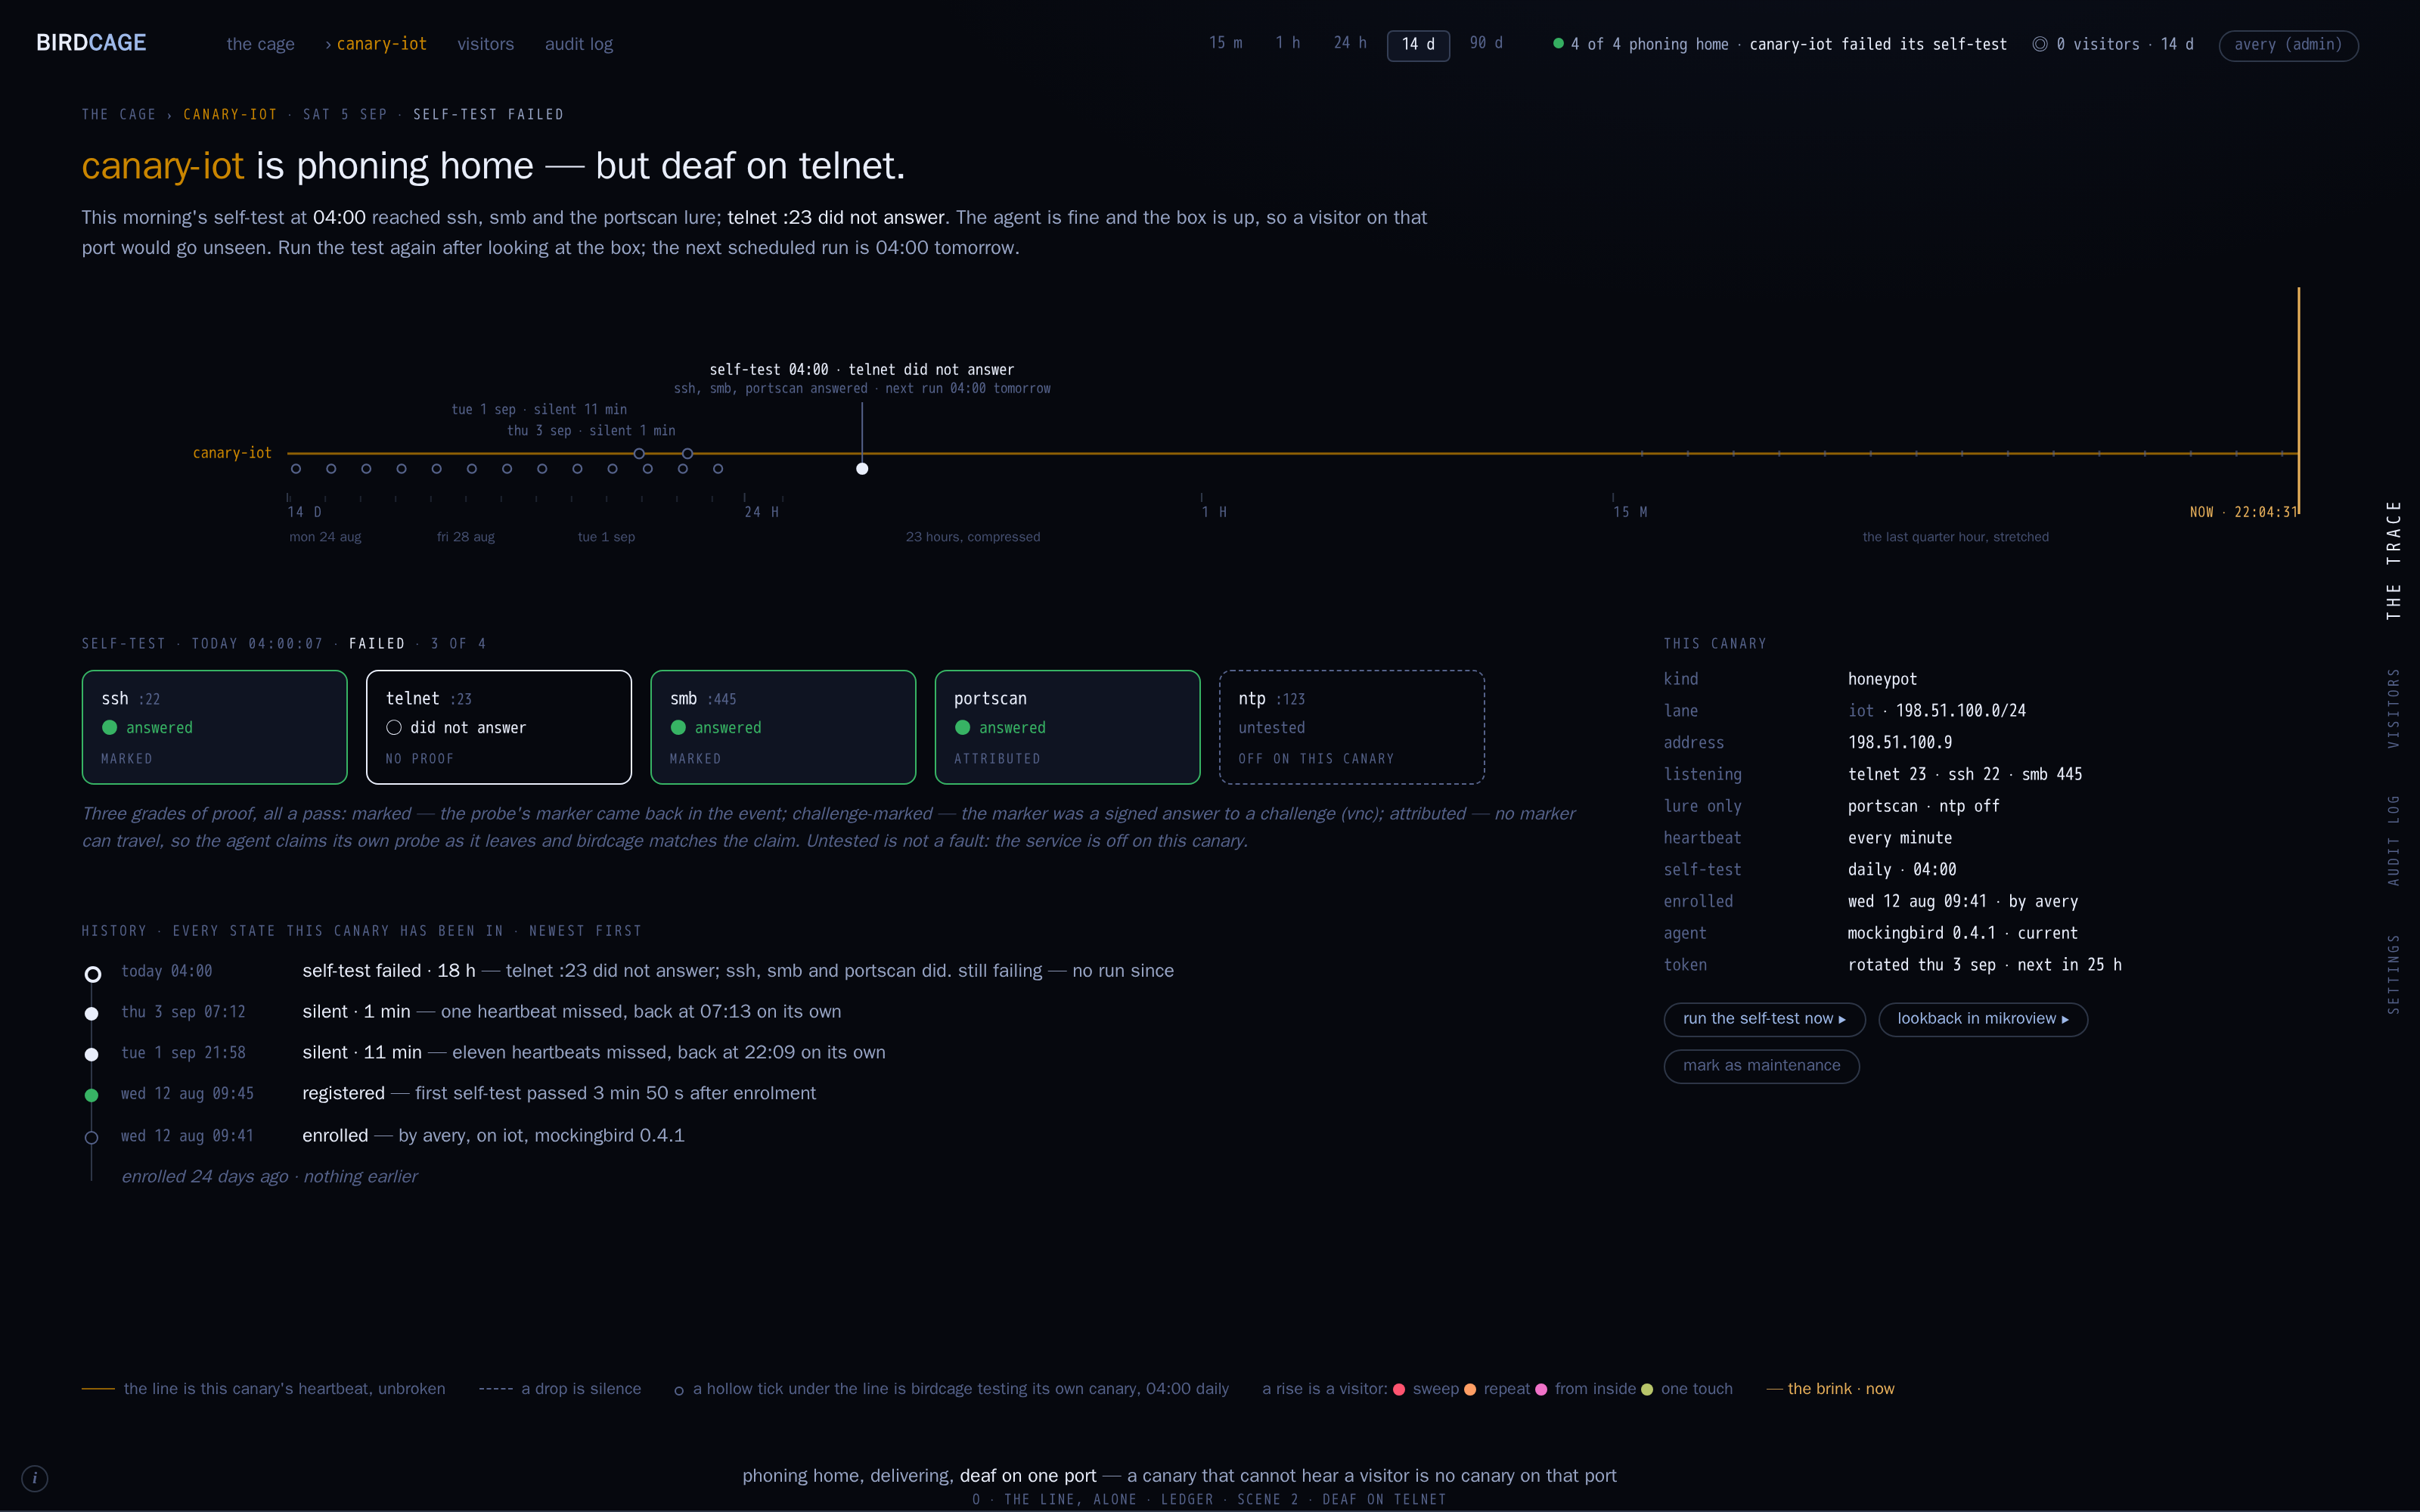 BIRDCAGE
the cage › canary-iot visitors audit log
15 m 1 h 24 h 14 d 90 d
4 of 4 phoning home · canary-iot failed its self-test
0 visitors · 14 d
avery (admin)
THE CAGE › CANARY-IOT · SAT 5 SEP · SELF-TEST FAILED
canary-iot is phoning home — but deaf on telnet.
This morning's self-test at 04:00 reached ssh, smb and the portscan lure; telnet :23 did not answer. The agent is fine and the box is up, so a visitor on that
port would go unseen. Run the test again after looking at the box; the next scheduled run is 04:00 tomorrow.
self-test 04:00 · telnet did not answer
ssh, smb, portscan answered · next run 04:00 tomorrow
tue 1 sep · silent 11 min
thu 3 sep · silent 1 min
canary-iot
14 D 24 H 1 H 15 M NOW · 22:04:31
mon 24 aug fri 28 aug tue 1 sep 23 hours, compressed the last quarter hour, stretched
THE TRACE
VISITORS
AUDIT LOG
SETTINGS
SELF-TEST · TODAY 04:00:07 · FAILED · 3 OF 4
ssh :22
answered
MARKED
telnet :23
did not answer
NO PROOF
smb :445
answered
MARKED
portscan
answered
ATTRIBUTED
ntp :123
untested
OFF ON THIS CANARY
Three grades of proof, all a pass: marked — the probe's marker came back in the event; challenge-marked — the marker was a signed answer to a challenge (vnc); attributed — no marker
can travel, so the agent claims its own probe as it leaves and birdcage matches the claim. Untested is not a fault: the service is off on this canary.
HISTORY · EVERY STATE THIS CANARY HAS BEEN IN · NEWEST FIRST
today 04:00 self-test failed · 18 h — telnet :23 did not answer; ssh, smb and portscan did. still failing — no run since
thu 3 sep 07:12 silent · 1 min — one heartbeat missed, back at 07:13 on its own
tue 1 sep 21:58 silent · 11 min — eleven heartbeats missed, back at 22:09 on its own
wed 12 aug 09:45 registered — first self-test passed 3 min 50 s after enrolment
wed 12 aug 09:41 enrolled — by avery, on iot, mockingbird 0.4.1
enrolled 24 days ago · nothing earlier
THIS CANARY
kind honeypot
lane iot · 198.51.100.0/24
address 198.51.100.9
listening telnet 23 · ssh 22 · smb 445
lure only portscan · ntp off
heartbeat every minute
self-test daily · 04:00
enrolled wed 12 aug 09:41 · by avery
agent mockingbird 0.4.1 · current
token rotated thu 3 sep · next in 25 h
run the self-test now ▸
lookback in mikroview ▸
mark as maintenance
the line is this canary's heartbeat, unbroken
a drop is silence
a hollow tick under the line is birdcage testing its own canary, 04:00 daily
a rise is a visitor: sweep repeat from inside one touch
— the brink · now
i
phoning home, delivering, deaf on one port — a canary that cannot hear a visitor is no canary on that port
O · THE LINE, ALONE · LEDGER · SCENE 2 · DEAF ON TELNET